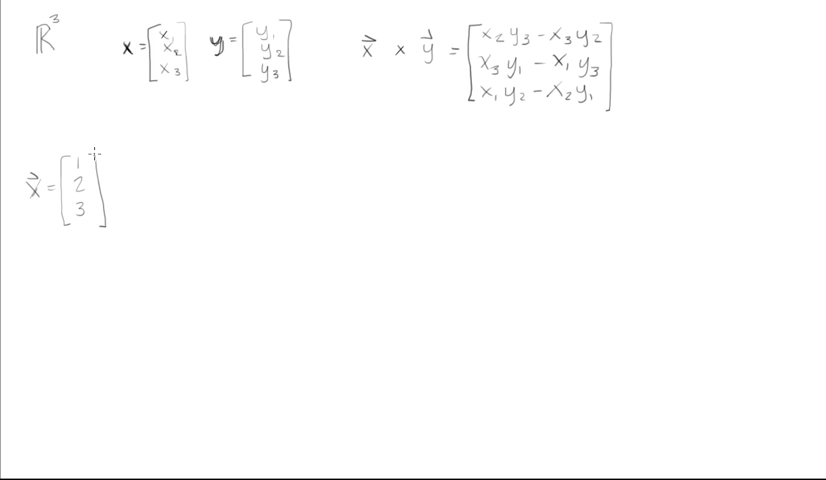 ℝ³ x = [x₁ x₂ x₃] y = [y₁ y₂ y₃] x⃗ × y⃗ = [x₂y₃ − x₃y₂
x₃y₁ − x₁y₃
x₁y₂ − x₂y₁]
x⃗ = [1
2
3]